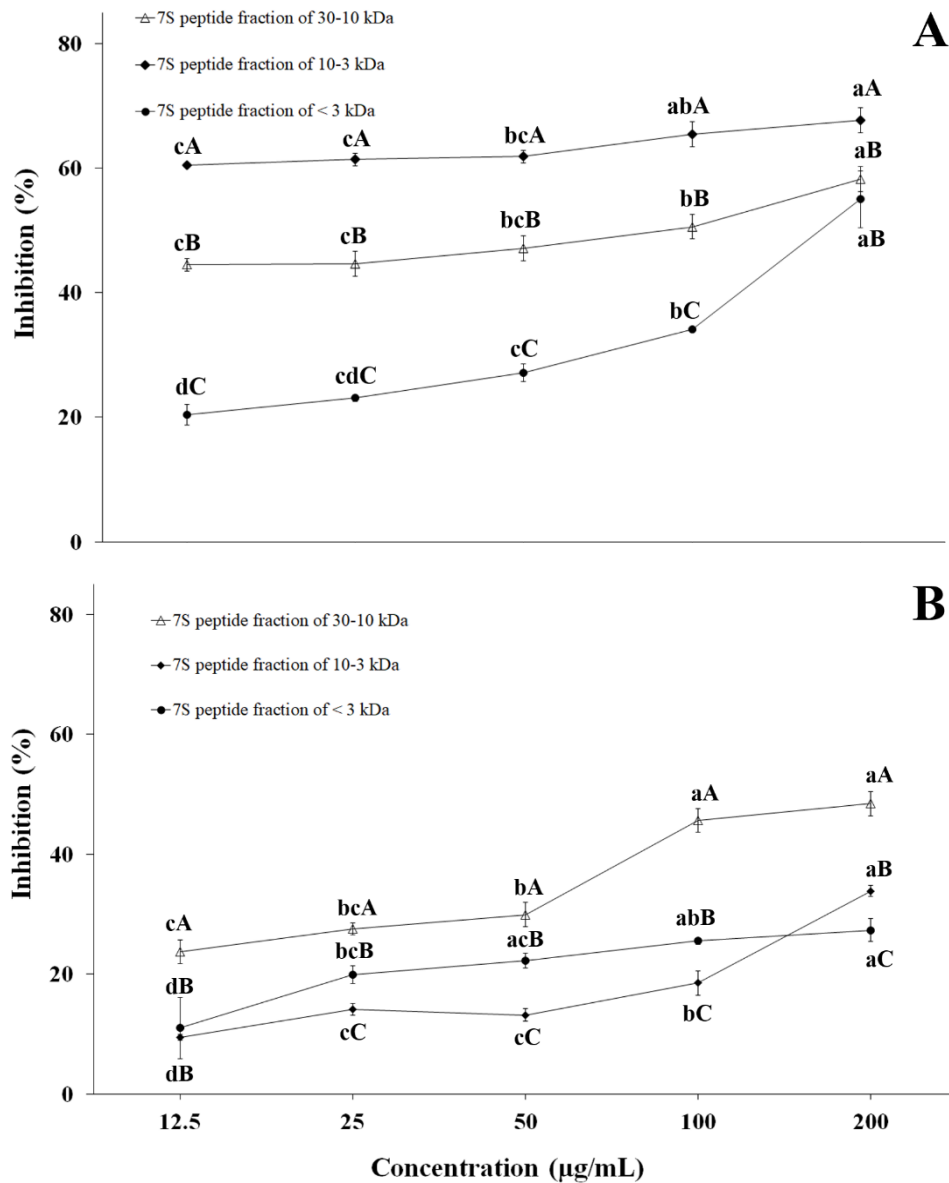 A
7S peptide fraction of 30-10 kDa
7S peptide fraction of 10-3 kDa
7S peptide fraction of < 3 kDa
Inhibition (%)
80
60
40
20
0
cA cA bcA abA aA
cB cB bcB bB aB
dC cdC cC bC aB
B
7S peptide fraction of 30-10 kDa
7S peptide fraction of 10-3 kDa
7S peptide fraction of < 3 kDa
Inhibition (%)
80
60
40
20
0
cA bcA bA aA aA
dB bcB acB abB aB
dB cC cC bC aC
12.5 25 50 100 200
Concentration (µg/mL)